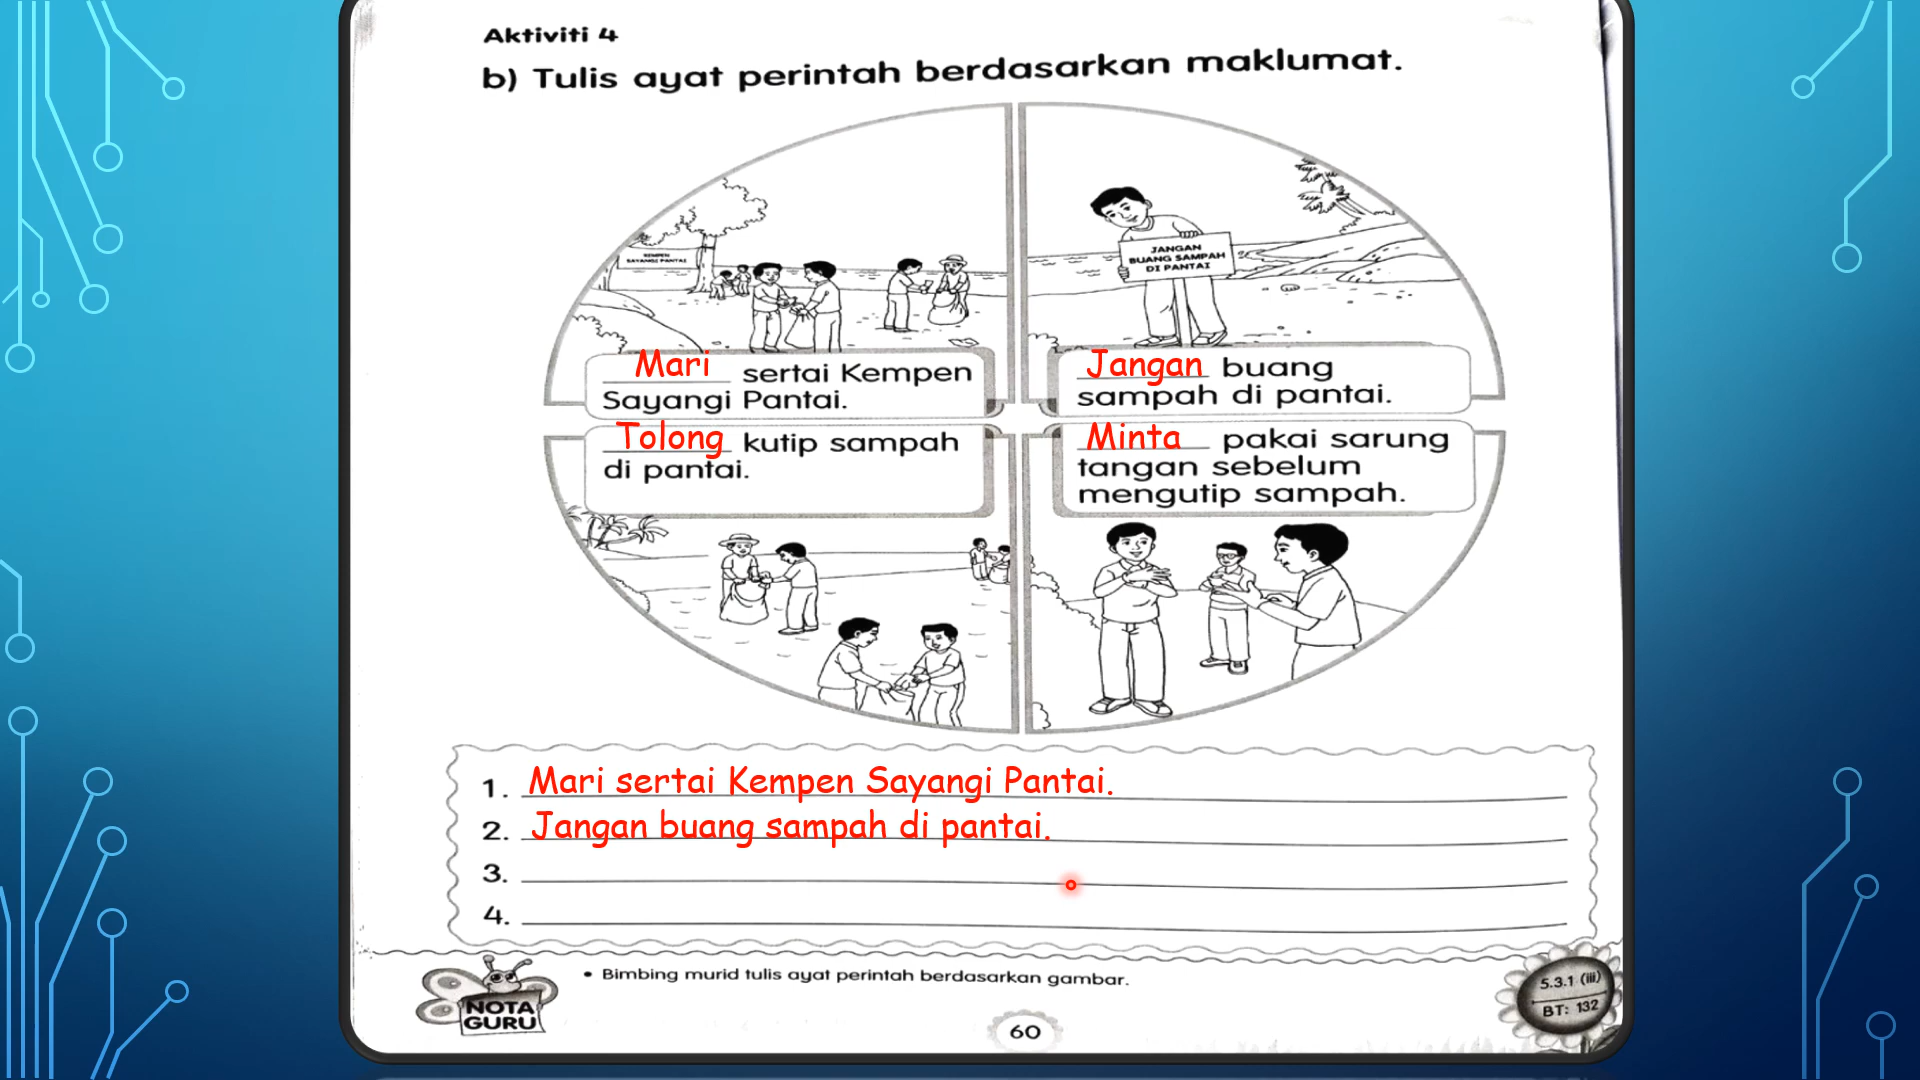 Aktiviti 4
b) Tulis ayat perintah berdasarkan maklumat.
KEMPEN
SAYANGI PANTAI
JANGAN
BUANG SAMPAH
DI PANTAI
Mari sertai Kempen
Sayangi Pantai.
Jangan buang
sampah di pantai.
Tolong kutip sampah
di pantai.
Minta pakai sarung
tangan sebelum
mengutip sampah.
1. Mari sertai Kempen Sayangi Pantai.
2. Jangan buang sampah di pantai.
3.
4.
NOTA
GURU
• Bimbing murid tulis ayat perintah berdasarkan gambar.
5.3.1 (iii)
BT: 132
60